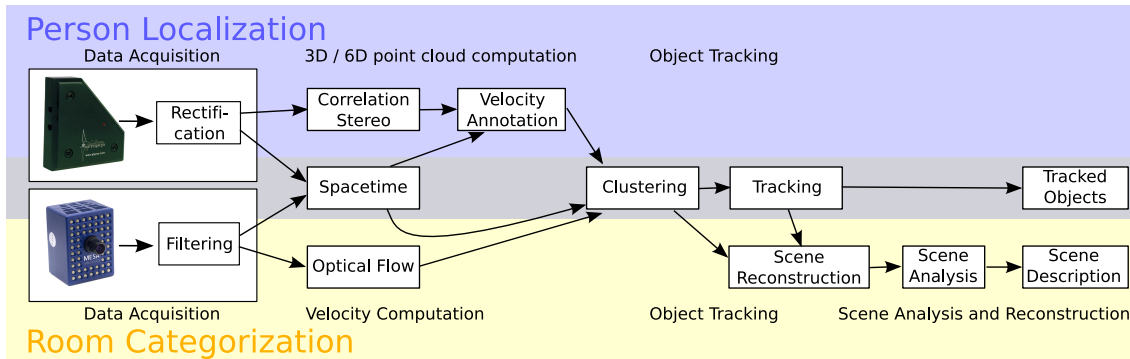 Person Localization
Data Acquisition
3D / 6D point cloud computation
Object Tracking
Rectifi-
cation
Correlation
Stereo
Velocity
Annotation
Spacetime
Clustering
Tracking
Tracked
Objects
Filtering
MESA
Optical Flow
Scene
Reconstruction
Scene
Analysis
Scene
Description
Data Acquisition
Velocity Computation
Object Tracking
Scene Analysis and Reconstruction
Room Categorization